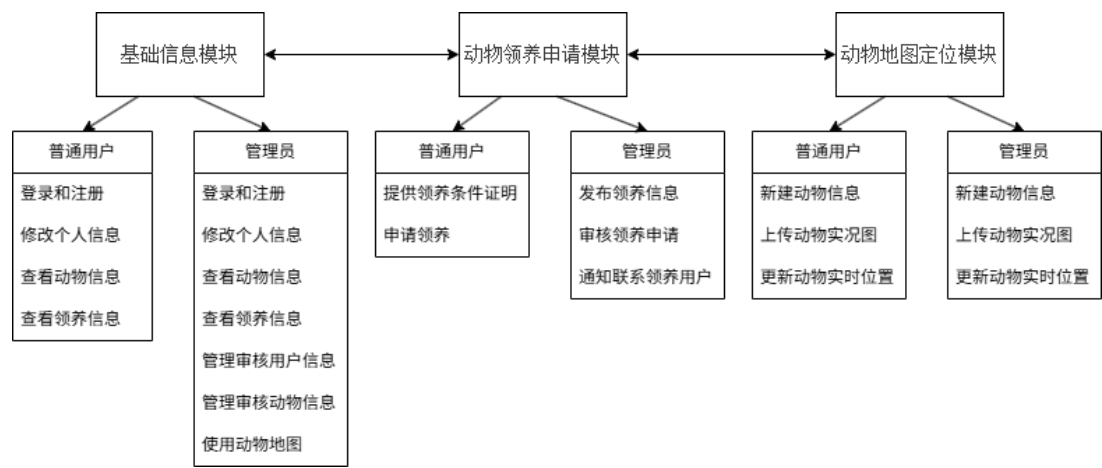 基础信息模块
动物领养申请模块
动物地图定位模块
普通用户
登录和注册
修改个人信息
查看动物信息
查看领养信息
管理员
登录和注册
修改个人信息
查看动物信息
查看领养信息
管理审核用户信息
管理审核动物信息
使用动物地图
普通用户
提供领养条件证明
申请领养
管理员
发布领养信息
审核领养申请
通知联系领养用户
普通用户
新建动物信息
上传动物实况图
更新动物实时位置
管理员
新建动物信息
上传动物实况图
更新动物实时位置